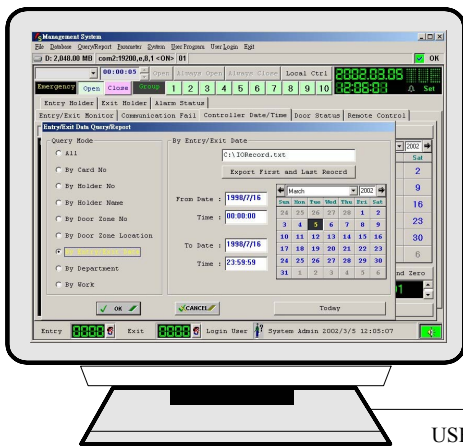 Management System
File Database Query/Report Parameter System User Program User Login Exit
D: 2,048.00 MB com2:19200,e,8,1 <ON> 01 OK
00:00:05 Open Always Open Always Close Local Ctrl 2002.03.05
Emergency Open Close Group 1 2 3 4 5 6 7 8 9 10 Set
Entry Holder Exit Holder Alarm Status
Entry/Exit Monitor Communication Fail Controller Date/Time Door Status Remote Control
Entry/Exit Data Query/Report
Query Mode
All
By Card No
By Holder No
By Holder Name
By Door Zone No
By Door Zone Location
By Department
By Work
By Entry/Exit Date
C:\IORecord.txt
Export First and Last Reocrd
From Date : 1998/7/16
Time : 00:00:00
To Date : 1998/7/16
Time : 23:59:59
March 2002
Sun Mon Tue Wed Thu Fri Sat
24 25 26 27 28 1 2
3 4 5 6 7 8 9
10 11 12 13 14 15 16
17 18 19 20 21 22 23
24 25 26 27 28 29 30
31 1 2 3 4 5 6
2002
Sat
2
9
16
23
30
6
nd Zero
OK CANCEL Today
Entry Exit Login User System Admin 2002/3/5 12:05:07
USE